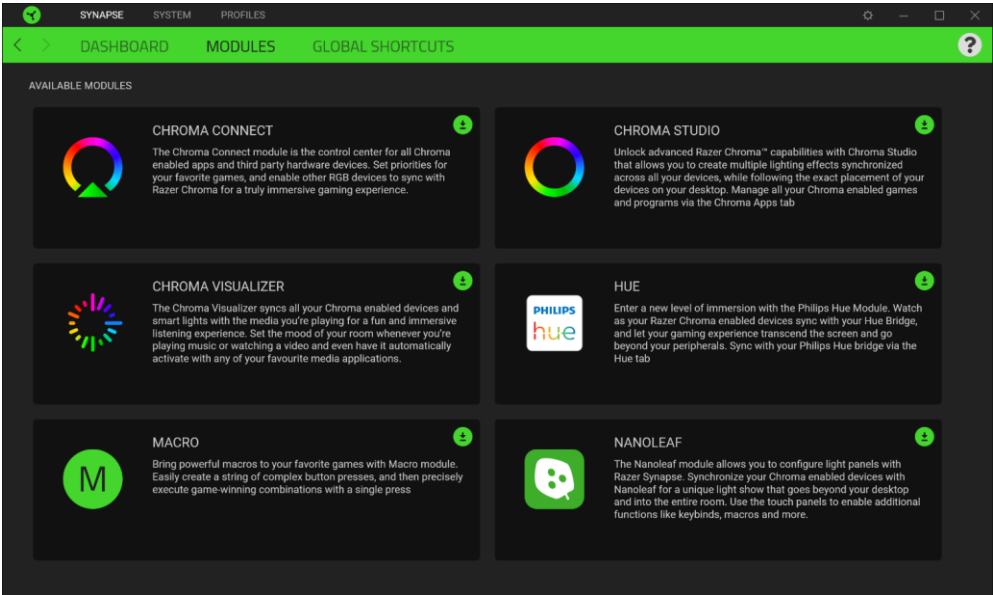 SYNAPSE SYSTEM PROFILES
DASHBOARD MODULES GLOBAL SHORTCUTS ?
AVAILABLE MODULES
CHROMA CONNECT
The Chroma Connect module is the control center for all Chroma
enabled apps and third party hardware devices. Set priorities for
your favorite games, and enable other RGB devices to sync with
Razer Chroma for a truly immersive gaming experience.
CHROMA STUDIO
Unlock advanced Razer Chroma™ capabilities with Chroma Studio
that allows you to create multiple lighting effects synchronized
across all your devices, while following the exact placement of your
devices on your desktop. Manage all your Chroma enabled games
and programs via the Chroma Apps tab
CHROMA VISUALIZER
The Chroma Visualizer syncs all your Chroma enabled devices and
smart lights with the media you're playing for a fun and immersive
listening experience. Set the mood of your room whenever you're
playing music or watching a video and even have it automatically
activate with any of your favourite media applications.
PHILIPS
hue
HUE
Enter a new level of immersion with the Philips Hue Module. Watch
as your Razer Chroma enabled devices sync with your Hue Bridge,
and let your gaming experience transcend the screen and go
beyond your peripherals. Sync with your Philips Hue bridge via the
Hue tab
M
MACRO
Bring powerful macros to your favorite games with Macro module.
Easily create a string of complex button presses, and then precisely
execute game-winning combinations with a single press
NANOLEAF
The Nanoleaf module allows you to configure light panels with
Razer Synapse. Synchronize your Chroma enabled devices with
Nanoleaf for a unique light show that goes beyond your desktop
and into the entire room. Use the touch panels to enable additional
functions like keybinds, macros and more.